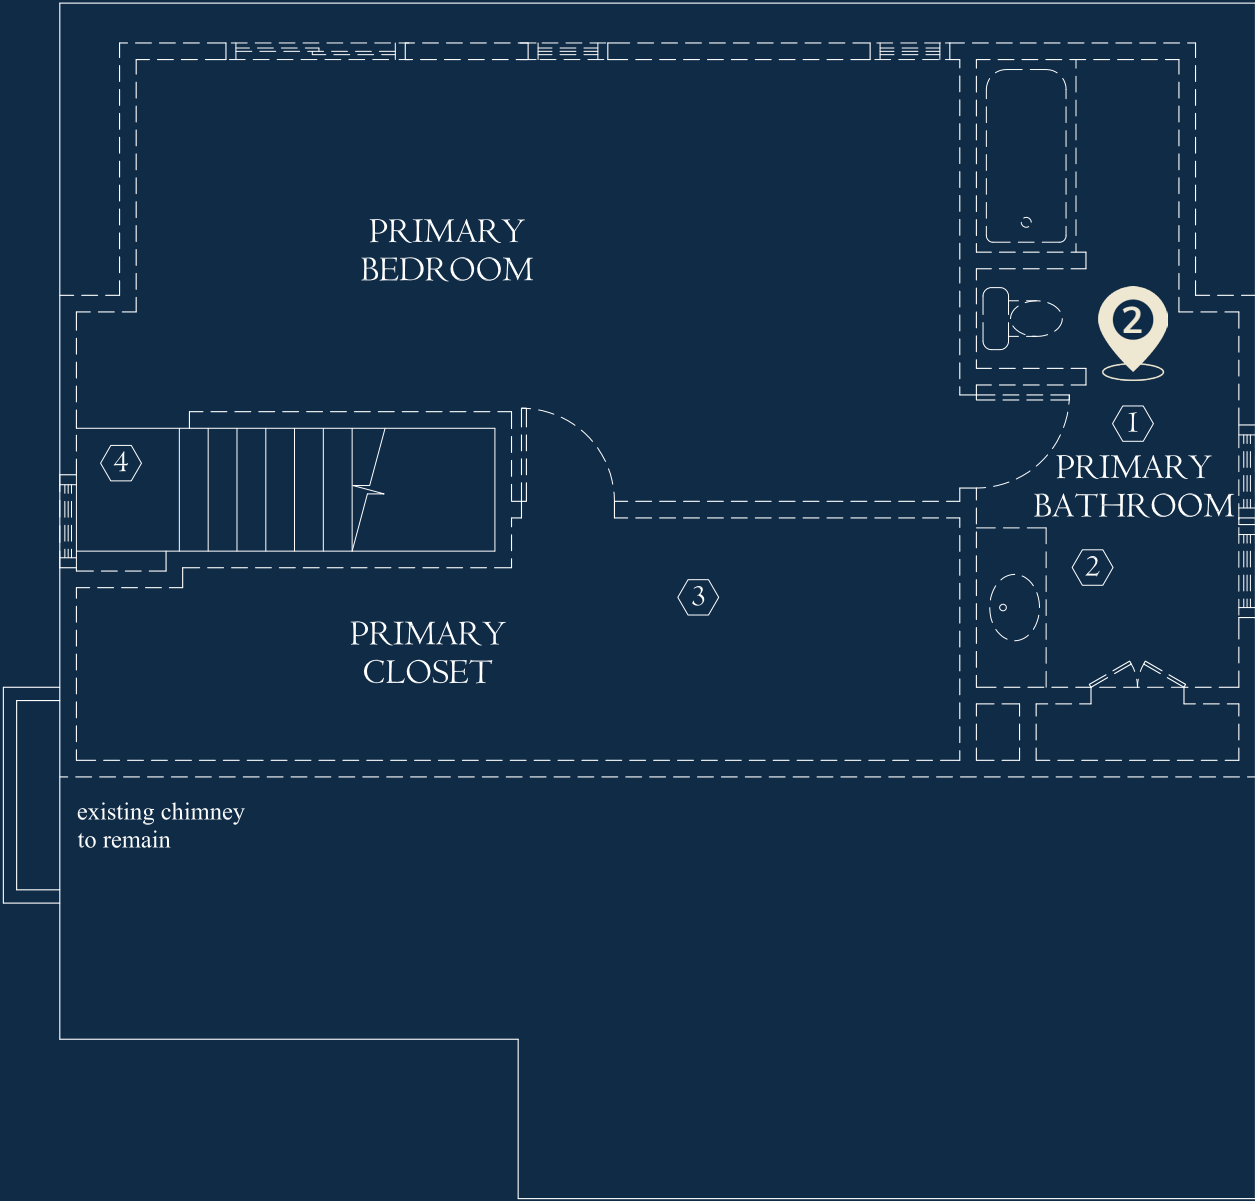 PRIMARY
BEDROOM
2
1
PRIMARY
BATHROOM
4
2
3
PRIMARY
CLOSET
existing chimney
to remain